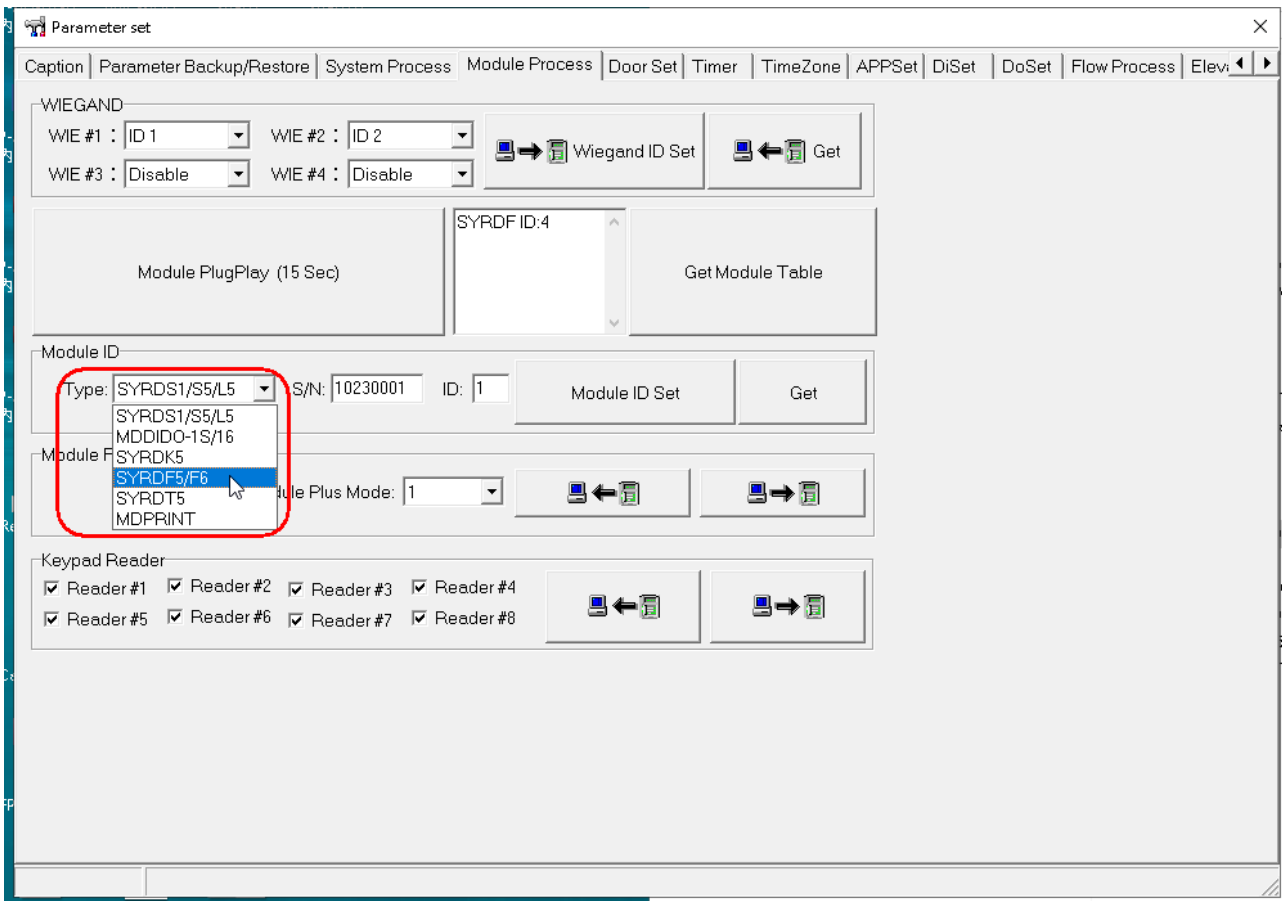 Parameter set
Caption Parameter Backup/Restore System Process Module Process Door Set Timer TimeZone APPSet DiSet DoSet Flow Process
WIEGAND
WIE #1 : ID 1 WIE #2 : ID 2 Wiegand ID Set Get
WIE #3 : Disable WIE #4 : Disable
Module PlugPlay (15 Sec) SYRDF ID:4 Get Module Table
Module ID
Type: SYRDS1/S5/L5 S/N: 10230001 ID: 1 Module ID Set Get
SYRDS1/S5/L5
MDDIDO-1S/16
SYRDK5
Module
SYRDF5/F6
Plus Mode: 1
SYRDT5
MDPRINT
Keypad Reader
Reader #1 Reader #2 Reader #3 Reader #4
Reader #5 Reader #6 Reader #7 Reader #8